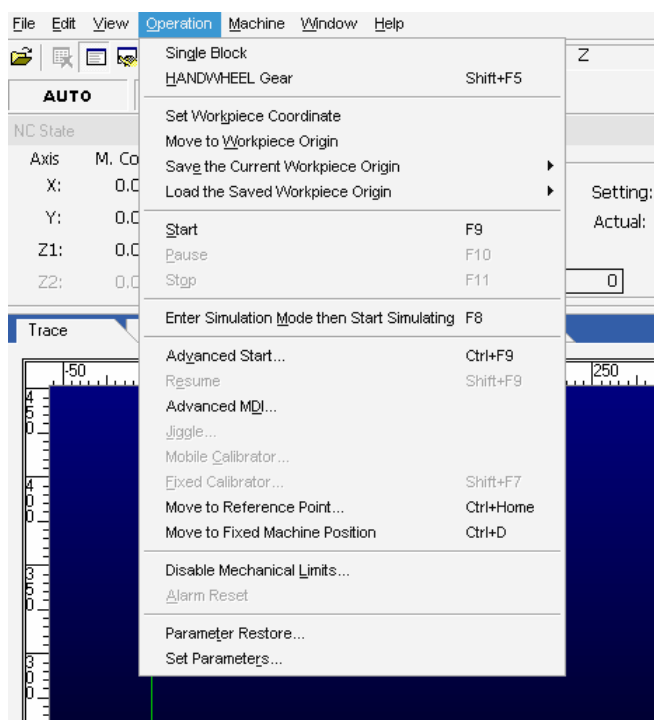 File Edit View Operation Machine Window Help
Single Block
Z
HANDWHEEL Gear Shift+F5
AUTO
Set Workpiece Coordinate
NC State
Move to Workpiece Origin
Axis M. Co
Save the Current Workpiece Origin
X: 0.0
Load the Saved Workpiece Origin
Setting:
Y: 0.0
Start F9
Actual:
Z1: 0.0
Pause F10
Z2: 0.0
Stop F11
0
Enter Simulation Mode then Start Simulating F8
Trace
Advanced Start... Ctrl+F9
-50
250
Resume Shift+F9
450
Advanced MDI...
Jiggle...
Mobile Calibrator...
Fixed Calibrator... Shift+F7
400
Move to Reference Point... Ctrl+Home
Move to Fixed Machine Position Ctrl+D
Disable Mechanical Limits...
350
Alarm Reset
Parameter Restore...
Set Parameters...
300